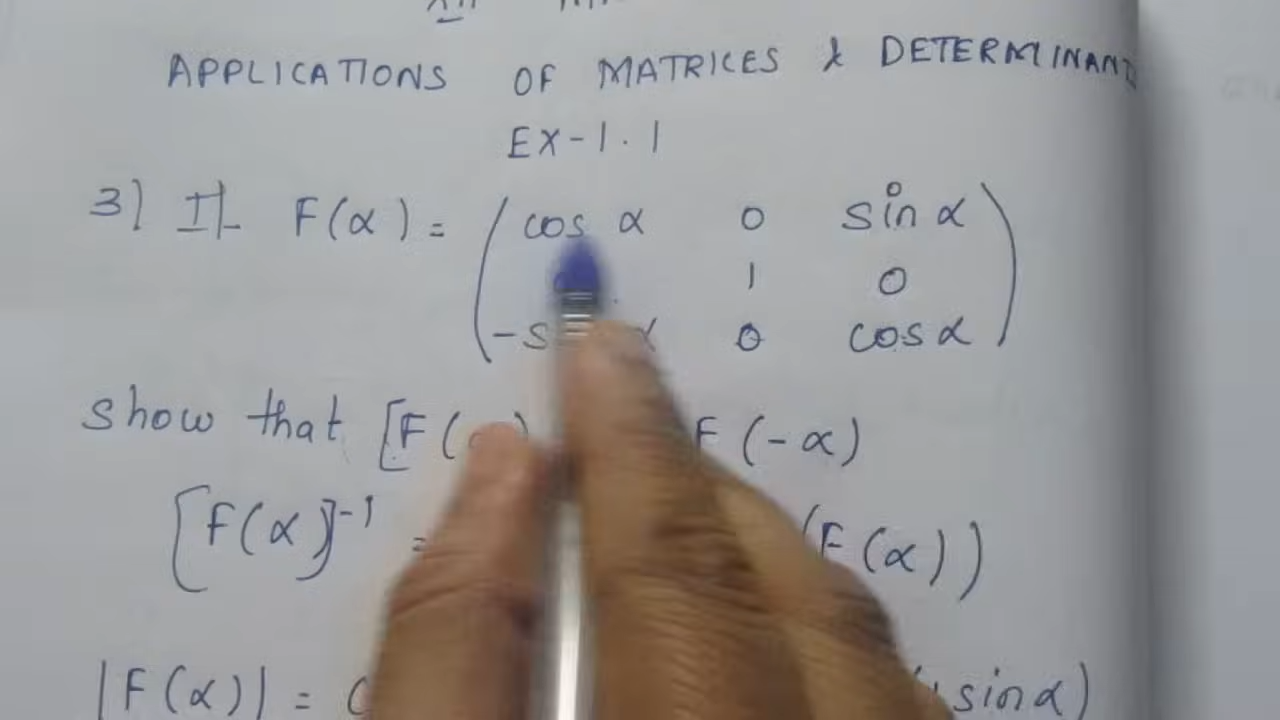 APPLICATIONS OF MATRICES & DETERMINANT
EX-1.1
3) If F(α) = ( cos α 0 sin α
1 0
α 0 cos α )
show that [F( F(-α)
[F(α)]⁻¹ = (F(α))
|F(α)| = sin α)